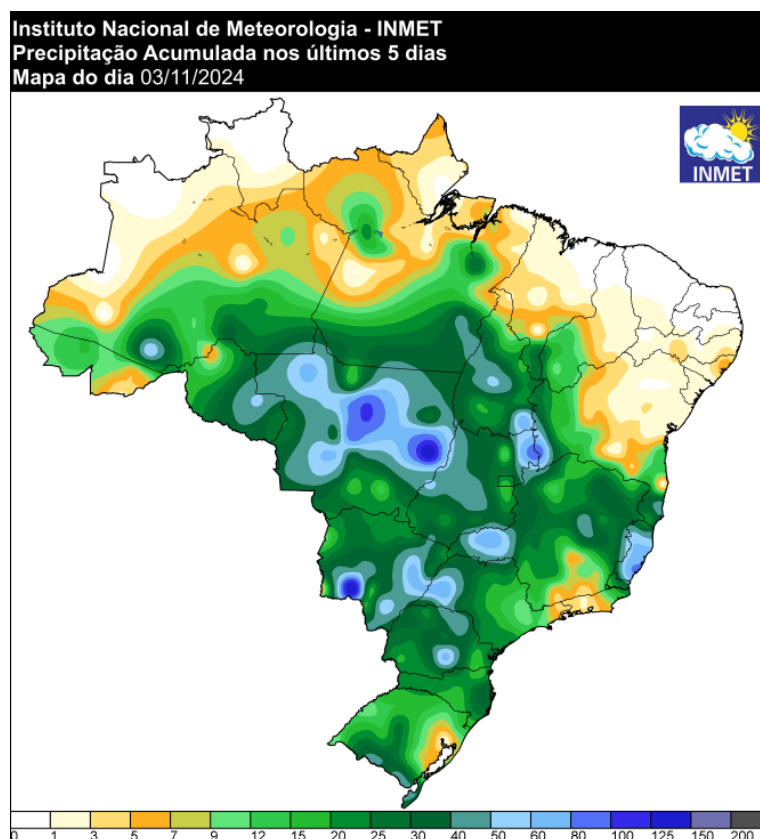 Instituto Nacional de Meteorologia - INMET
Precipitação Acumulada nos últimos 5 dias
Mapa do dia 03/11/2024
INMET
0 1 3 5 7 9 12 15 20 25 30 40 50 60 80 100 125 150 200